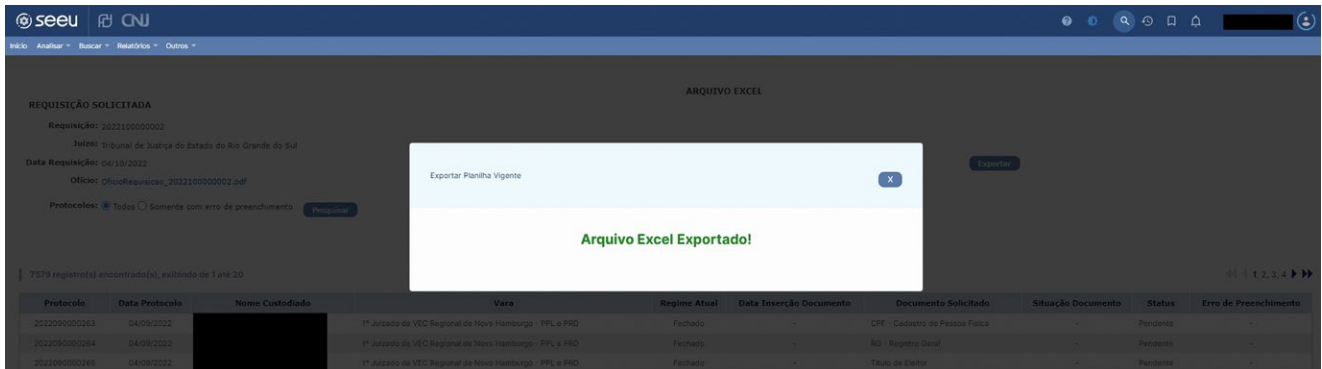 seeu CNJ
Início Analisar Buscar Relatórios Outros
ARQUIVO EXCEL
REQUISIÇÃO SOLICITADA
Requisição: 2022100000002
Juízo: Tribunal de Justiça do Estado do Rio Grande do Sul
Data Requisição: 04/10/2022
Exportar
Ofício: OficioRequisicao_2022100000002.pdf
Exportar Planilha Vigente X
Protocolos: Todos Somente com erro de preenchimento Pesquisar
Arquivo Excel Exportado!
7579 registro(s) encontrado(s), exibindo de 1 até 20
1, 2, 3, 4
Protocolo Data Protocolo Nome Custodiado Vara Regime Atual Data Inserção Documento Documento Solicitado Situação Documento Status Erro de Preenchimento
2022090000263 04/09/2022 1º Juizado da VEC Regional de Novo Hamburgo - PPL e PRD Fechado - CPF - Cadastro de Pessoa Física - Pendente -
2022090000264 04/09/2022 1º Juizado da VEC Regional de Novo Hamburgo - PPL e PRD Fechado - RG - Registro Geral - Pendente -
2022090000265 04/09/2022 1º Juizado da VEC Regional de Novo Hamburgo - PPL e PRD Fechado - Título de Eleitor - Pendente -